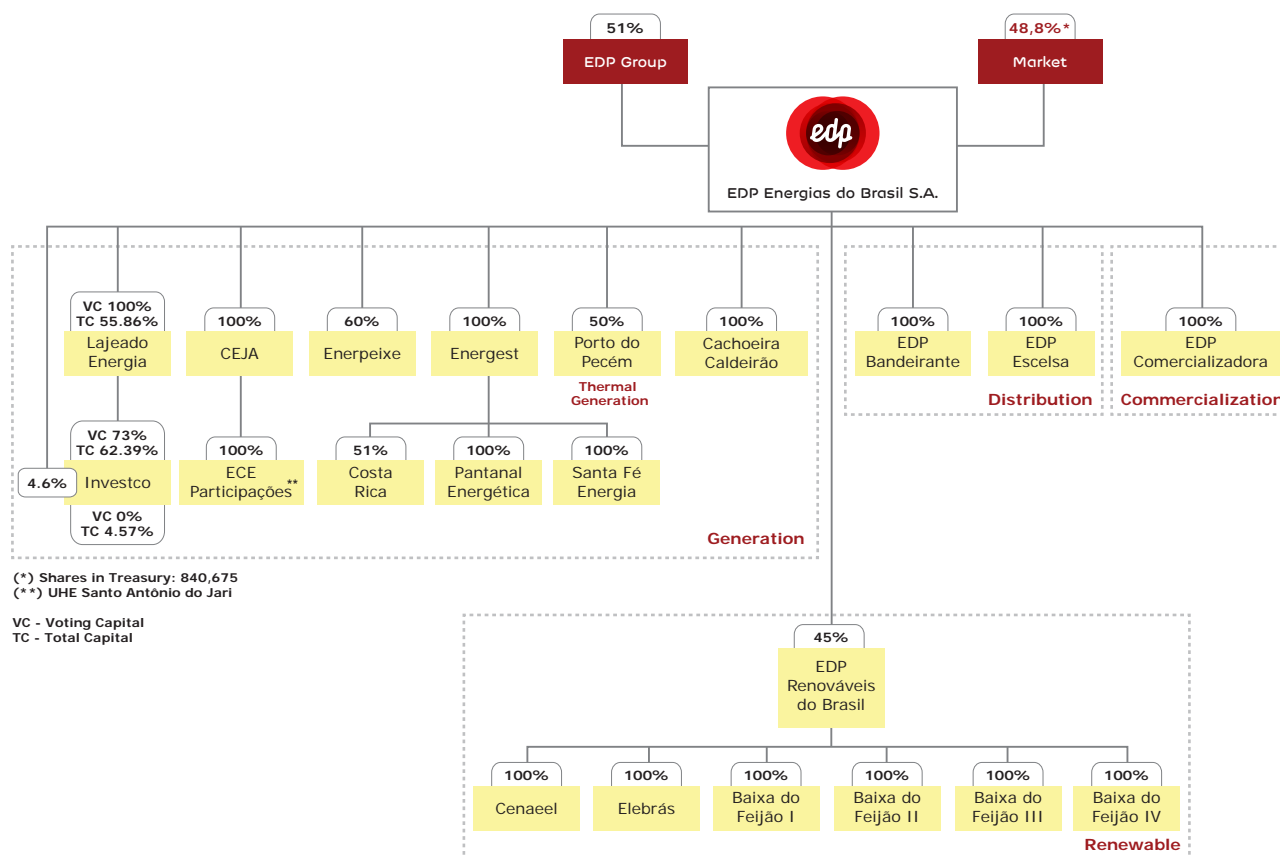 51%
EDP Group
48,8%*
Market
edp
EDP Energias do Brasil S.A.
VC 100%
TC 55.86%
Lajeado
Energia
100%
CEJA
60%
Enerpeixe
100%
Energest
50%
Porto do
Pecém
Thermal
Generation
100%
Cachoeira
Caldeirão
100%
EDP
Bandeirante
100%
EDP
Escelsa
Distribution
100%
EDP
Comercializadora
Commercialization
4.6%
VC 73%
TC 62.39%
Investco
VC 0%
TC 4.57%
100%
ECE
Participações**
51%
Costa
Rica
100%
Pantanal
Energética
100%
Santa Fé
Energia
Generation
(*) Shares in Treasury: 840,675
(**) UHE Santo Antônio do Jari
VC - Voting Capital
TC - Total Capital
45%
EDP
Renováveis
do Brasil
100%
Cenaeel
100%
Elebrás
100%
Baixa do
Feijão I
100%
Baixa do
Feijão II
100%
Baixa do
Feijão III
100%
Baixa do
Feijão IV
Renewable